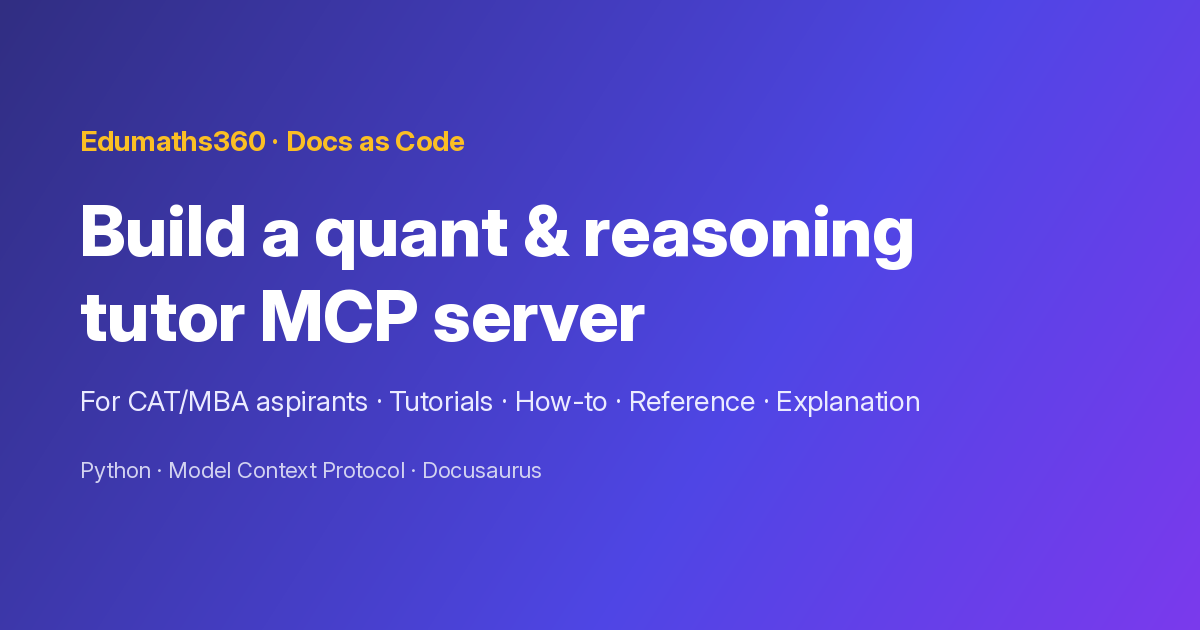 Edumaths360 · Docs as Code
Build a quant & reasoning
tutor MCP server
For CAT/MBA aspirants · Tutorials · How-to · Reference · Explanation
Python · Model Context Protocol · Docusaurus